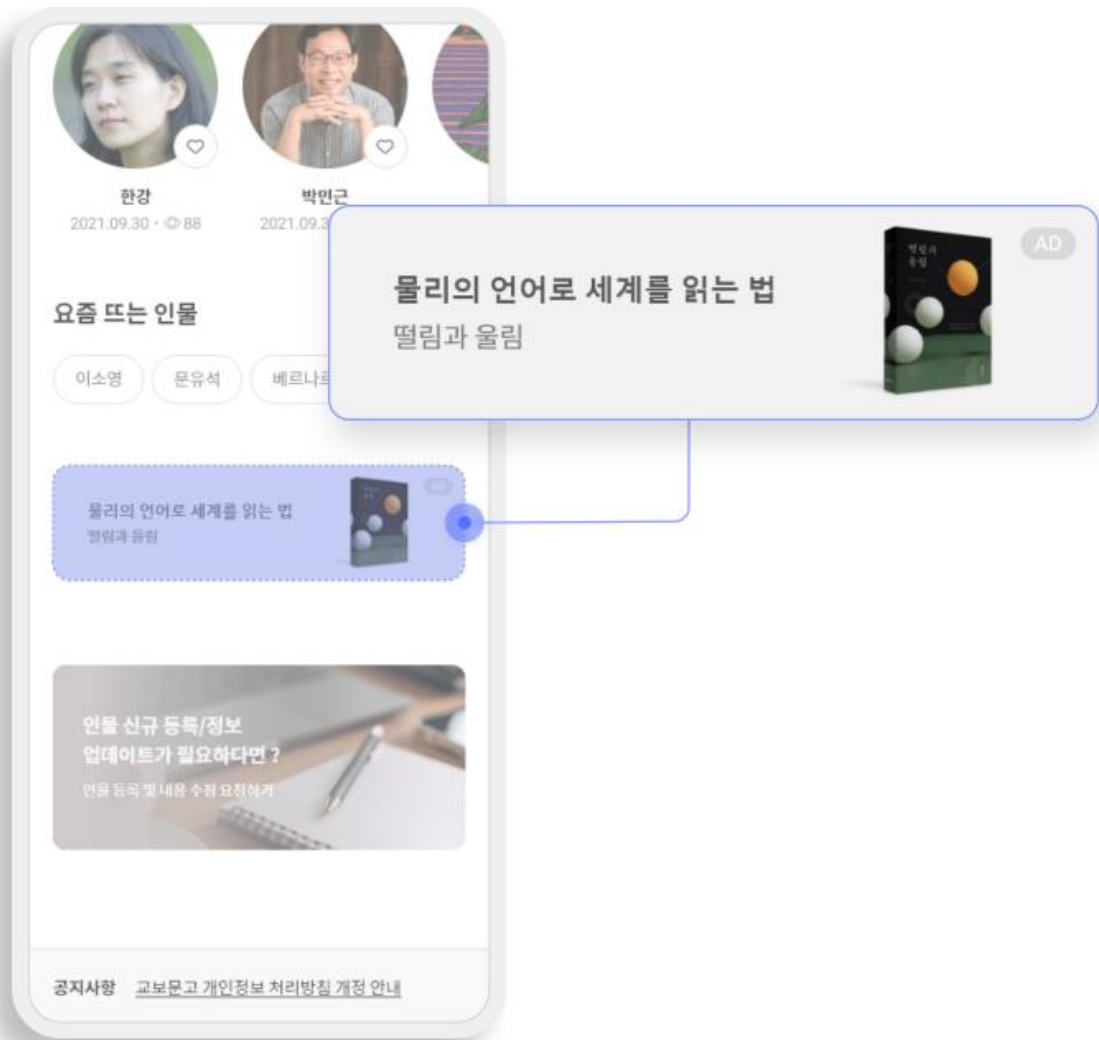 한강
2021.09.30 · 88
박민근
2021.09.3
요즘 뜨는 인물
이소영
문유석
베르나르
AD
물리의 언어로 세계를 읽는 법
떨림과 울림
떨림과
울림
물리의 언어로 세계를 읽는 법
떨림과 울림
인물 신규 등록/정보
업데이트가 필요하다면 ?
인물 등록 및 내용 수정 요청하기
공지사항 교보문고 개인정보 처리방침 개정 안내